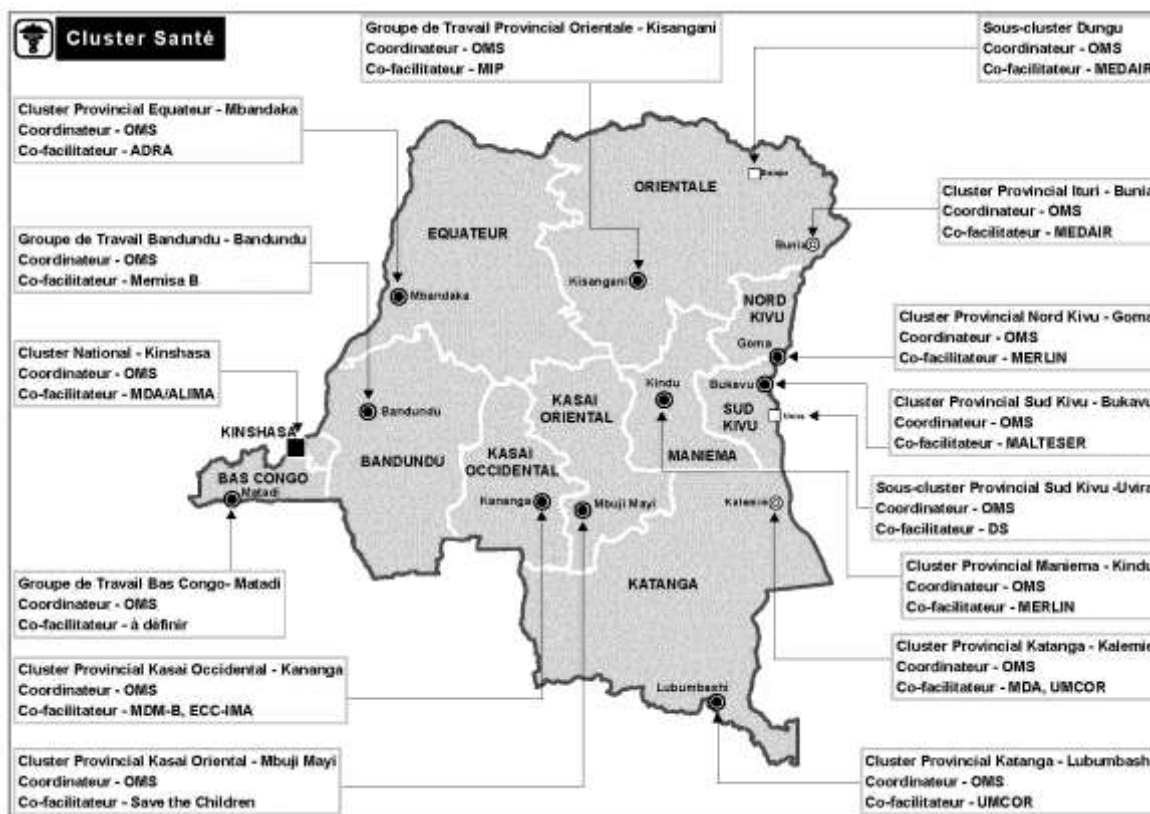 Cluster Santé
Groupe de Travail Provincial Orientale - Kisangani
Coordinateur - OMS
Co-facilitateur - MIP
Sous-cluster Dungu
Coordinateur - OMS
Co-facilitateur - MEDAIR
Cluster Provincial Equateur - Mbandaka
Coordinateur - OMS
Co-facilitateur - ADRA
Cluster Provincial Ituri - Bunia
Coordinateur - OMS
Co-facilitateur - MEDAIR
Groupe de Travail Bandundu - Bandundu
Coordinateur - OMS
Co-facilitateur - Memisa B
Cluster Provincial Nord Kivu - Goma
Coordinateur - OMS
Co-facilitateur - MERLIN
Cluster National - Kinshasa
Coordinateur - OMS
Co-facilitateur - MDA/ALIMA
Cluster Provincial Sud Kivu - Bukavu
Coordinateur - OMS
Co-facilitateur - MALTESER
Sous-cluster Provincial Sud Kivu -Uvira
Coordinateur - OMS
Co-facilitateur - DS
Groupe de Travail Bas Congo- Matadi
Coordinateur - OMS
Co-facilitateur - à définir
Cluster Provincial Maniema - Kindu
Coordinateur - OMS
Co-facilitateur - MERLIN
Cluster Provincial Kasai Occidental - Kananga
Coordinateur - OMS
Co-facilitateur - MDM-B, ECC-IMA
Cluster Provincial Katanga - Kalemie
Coordinateur - OMS
Co-facilitateur - MDA, UMCOR
Cluster Provincial Kasai Oriental - Mbuji Mayi
Coordinateur - OMS
Co-facilitateur - Save the Children
Cluster Provincial Katanga - Lubumbash
Coordinateur - OMS
Co-facilitateur - UMCOR
ORIENTALE
EQUATEUR
Bunia
Kisangani
Mbandaka
NORD
KIVU
Goma
Bukavu
SUD
KIVU
Kindu
KASAI
ORIENTAL
MANIEMA
Bandundu
BANDUNDU
KINSHASA
BAS CONGO
Matadi
KASAI
OCCIDENTAL
Kananga
Mbuji Mayi
Kalemie
KATANGA
Lubumbashi